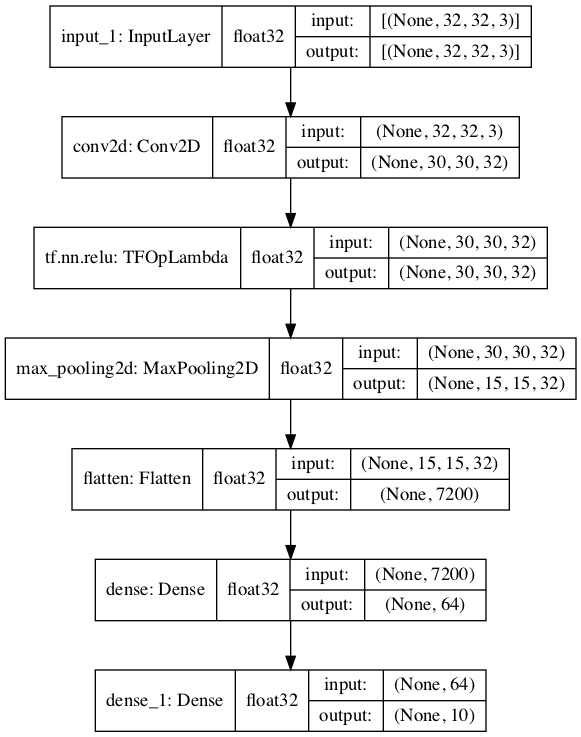 input_1: InputLayer float32 input: [(None, 32, 32, 3)]
output: [(None, 32, 32, 3)]
conv2d: Conv2D float32 input: (None, 32, 32, 3)
output: (None, 30, 30, 32)
tf.nn.relu: TFOpLambda float32 input: (None, 30, 30, 32)
output: (None, 30, 30, 32)
max_pooling2d: MaxPooling2D float32 input: (None, 30, 30, 32)
output: (None, 15, 15, 32)
flatten: Flatten float32 input: (None, 15, 15, 32)
output: (None, 7200)
dense: Dense float32 input: (None, 7200)
output: (None, 64)
dense_1: Dense float32 input: (None, 64)
output: (None, 10)